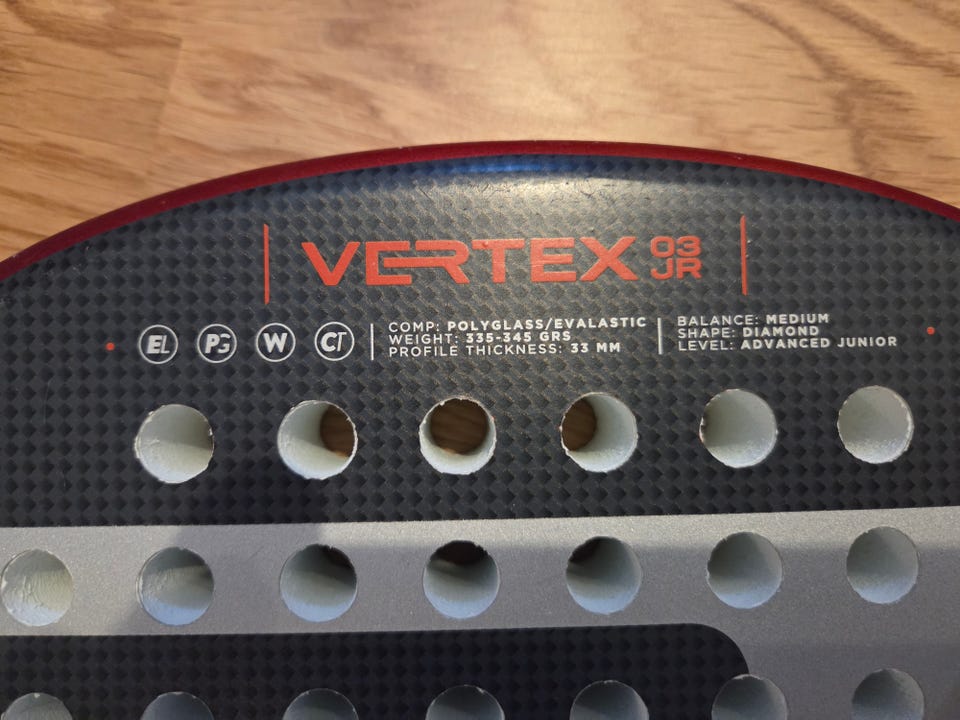 VERTEX 03 JR
EL PG W CT
COMP: POLYGLASS/EVALASTIC
WEIGHT: 335-345 GRS
PROFILE THICKNESS: 33 MM
BALANCE: MEDIUM
SHAPE: DIAMOND
LEVEL: ADVANCED JUNIOR